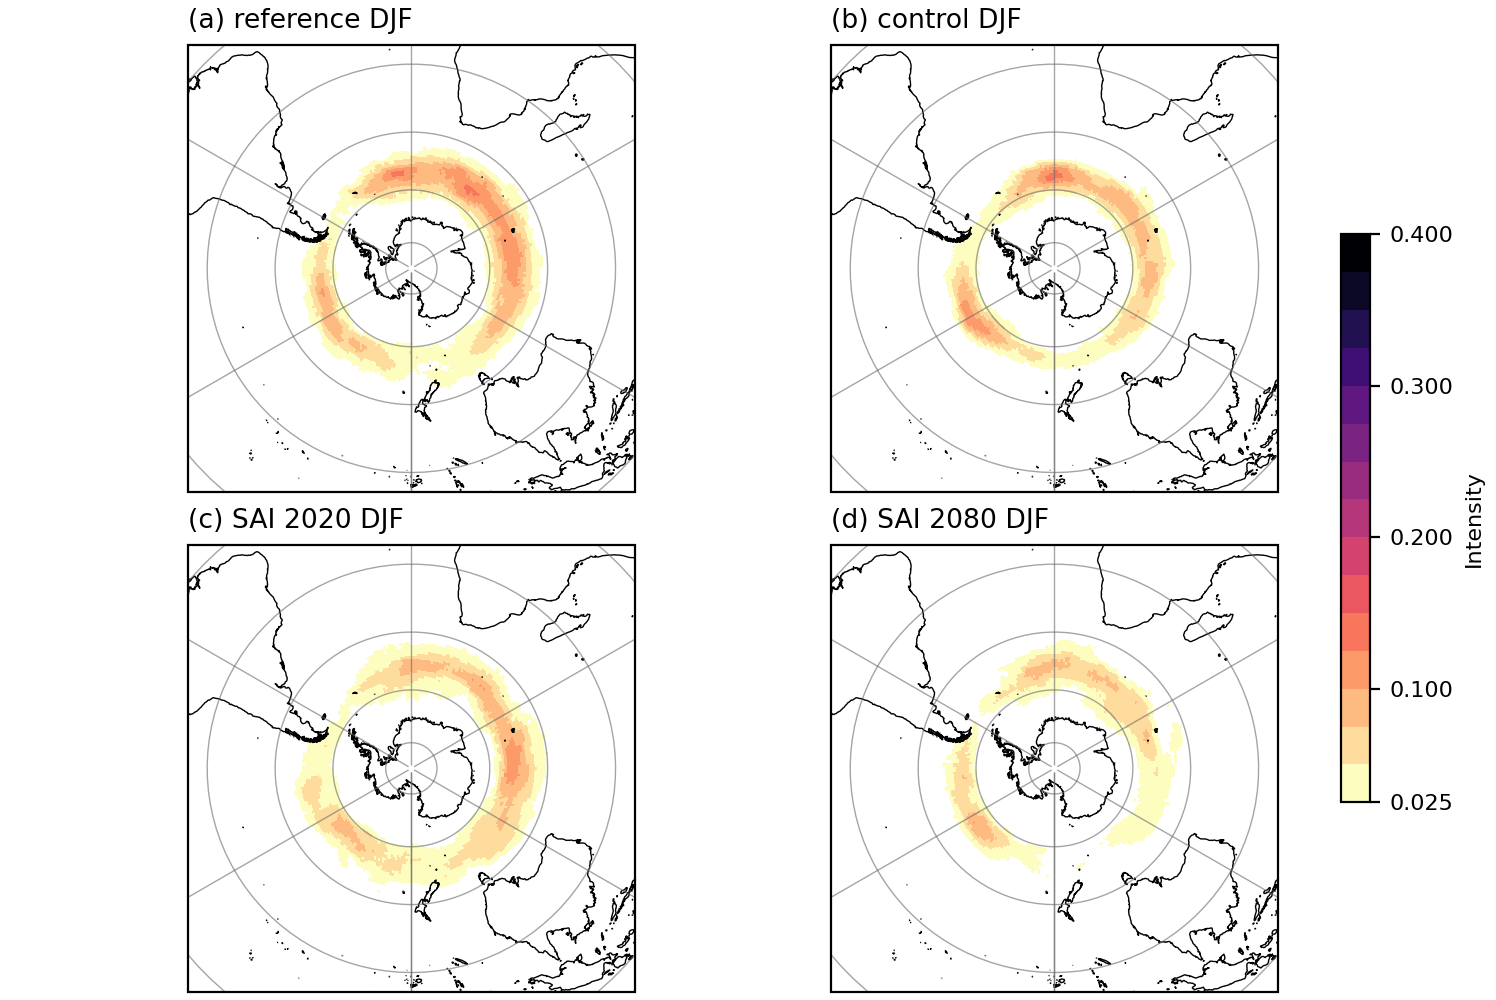 (a) reference DJF
(b) control DJF
(c) SAI 2020 DJF
(d) SAI 2080 DJF
0.400
0.300
0.200
0.100
0.025
Intensity